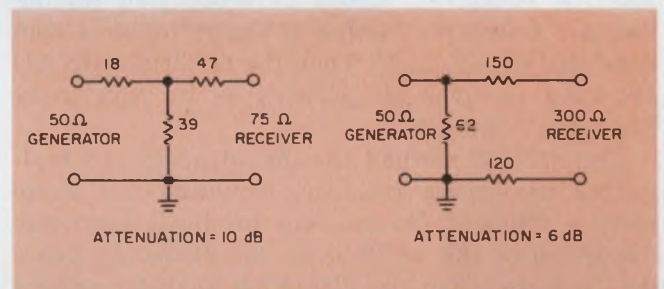 18
47
50Ω
GENERATOR
39
75 Ω
RECEIVER
ATTENUATION = 10 dB
150
50Ω
GENERATOR
62
300 Ω
RECEIVER
120
ATTENUATION = 6 dB